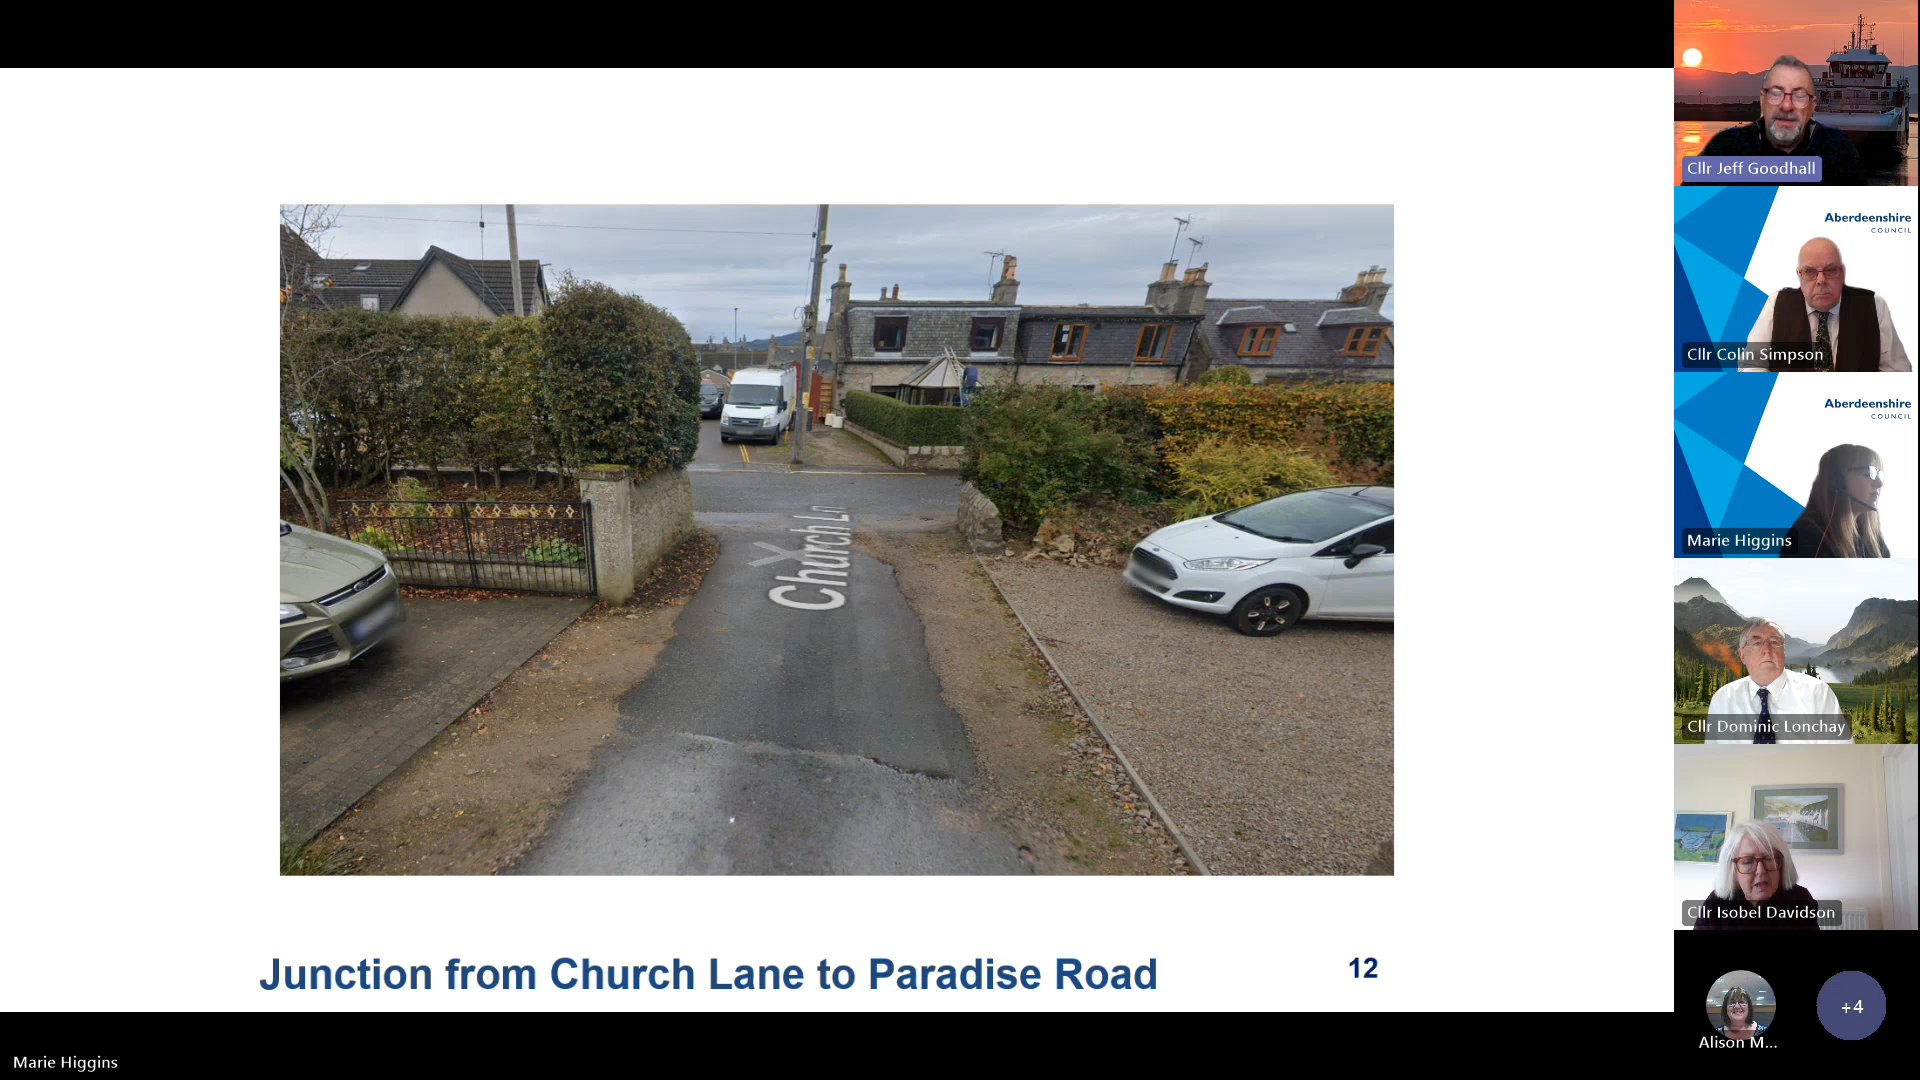 Church Ln
Junction from Church Lane to Paradise Road
12
Marie Higgins
Cllr Jeff Goodhall
Aberdeenshire
COUNCIL
Cllr Colin Simpson
Aberdeenshire
COUNCIL
Marie Higgins
Cllr Dominic Lonchay
Cllr Isobel Davidson
Alison M...
+4